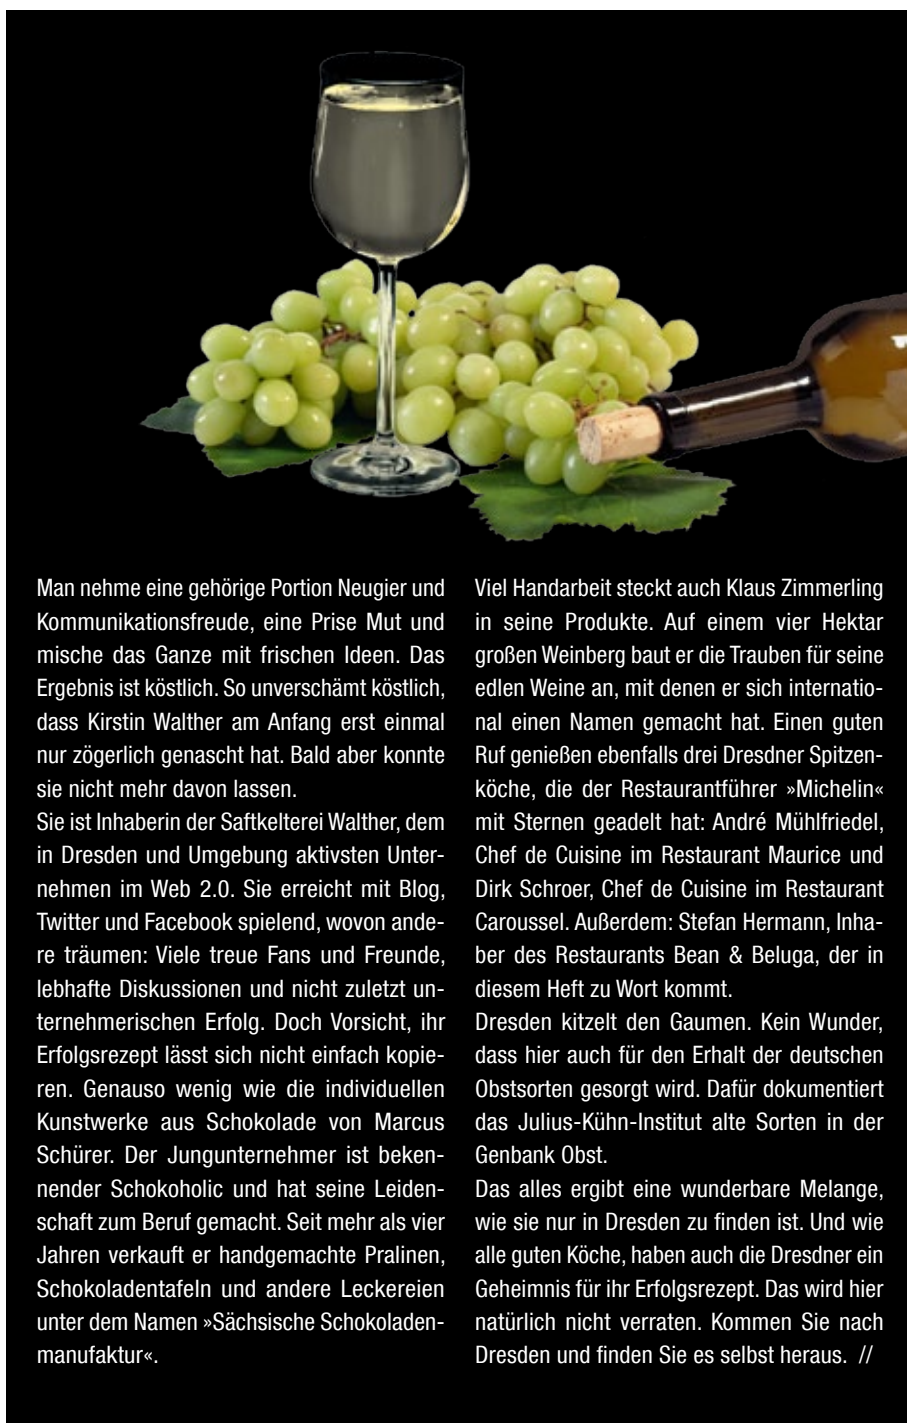 Man nehme eine gehörige Portion Neugier und
Kommunikationsfreude, eine Prise Mut und
mische das Ganze mit frischen Ideen. Das
Ergebnis ist köstlich. So unverschämt köstlich,
dass Kirstin Walther am Anfang erst einmal
nur zögerlich genascht hat. Bald aber konnte
sie nicht mehr davon lassen.
Sie ist Inhaberin der Saftkelterei Walther, dem
in Dresden und Umgebung aktivsten Unter-
nehmen im Web 2.0. Sie erreicht mit Blog,
Twitter und Facebook spielend, wovon ande-
re träumen: Viele treue Fans und Freunde,
lebhafte Diskussionen und nicht zuletzt un-
ternehmerischen Erfolg. Doch Vorsicht, ihr
Erfolgsrezept lässt sich nicht einfach kopie-
ren. Genauso wenig wie die individuellen
Kunstwerke aus Schokolade von Marcus
Schürer. Der Jungunternehmer ist beken-
nender Schokoholic und hat seine Leiden-
schaft zum Beruf gemacht. Seit mehr als vier
Jahren verkauft er handgemachte Pralinen,
Schokoladentafeln und andere Leckereien
unter dem Namen »Sächsische Schokoladen-
manufaktur«.
Viel Handarbeit steckt auch Klaus Zimmerling
in seine Produkte. Auf einem vier Hektar
großen Weinberg baut er die Trauben für seine
edlen Weine an, mit denen er sich internatio-
nal einen Namen gemacht hat. Einen guten
Ruf genießen ebenfalls drei Dresdner Spitzen-
köche, die der Restaurantführer »Michelin«
mit Sternen geadelt hat: André Mühlfriedel,
Chef de Cuisine im Restaurant Maurice und
Dirk Schroer, Chef de Cuisine im Restaurant
Caroussel. Außerdem: Stefan Hermann, Inha-
ber des Restaurants Bean & Beluga, der in
diesem Heft zu Wort kommt.
Dresden kitzelt den Gaumen. Kein Wunder,
dass hier auch für den Erhalt der deutschen
Obstsorten gesorgt wird. Dafür dokumentiert
das Julius-Kühn-Institut alte Sorten in der
Genbank Obst.
Das alles ergibt eine wunderbare Melange,
wie sie nur in Dresden zu finden ist. Und wie
alle guten Köche, haben auch die Dresdner ein
Geheimnis für ihr Erfolgsrezept. Das wird hier
natürlich nicht verraten. Kommen Sie nach
Dresden und finden Sie es selbst heraus. //